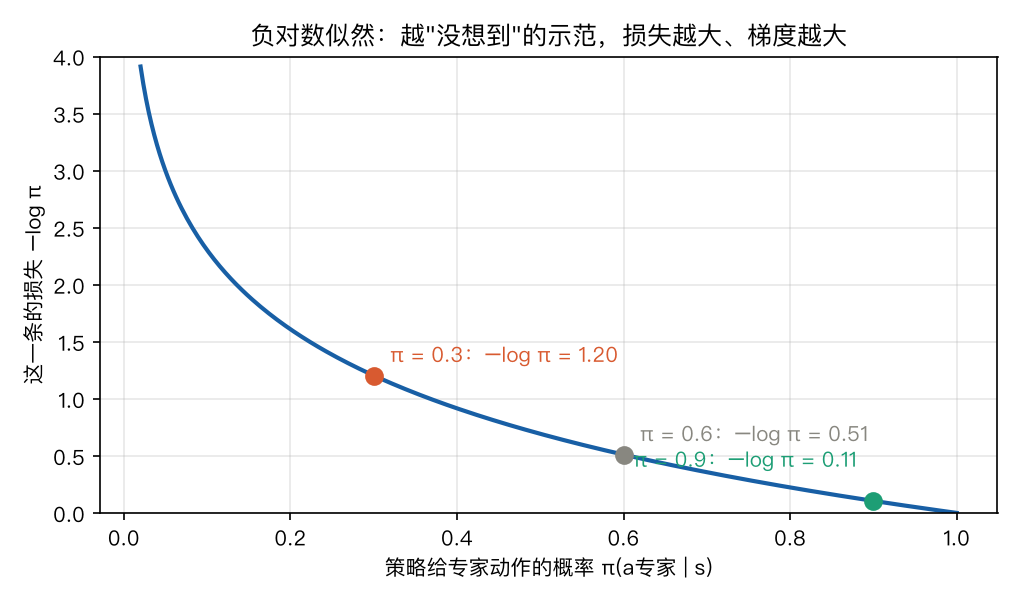 负对数似然：越"没想到"的示范，损失越大、梯度越大
4.0
3.5
3.0
2.5
2.0
1.5
1.0
0.5
0.0
这一条的损失 −log π
π = 0.3：−log π = 1.20
π = 0.6：−log π = 0.51
π = 0.9：−log π = 0.11
0.0 0.2 0.4 0.6 0.8 1.0
策略给专家动作的概率 π(a专家 | s)